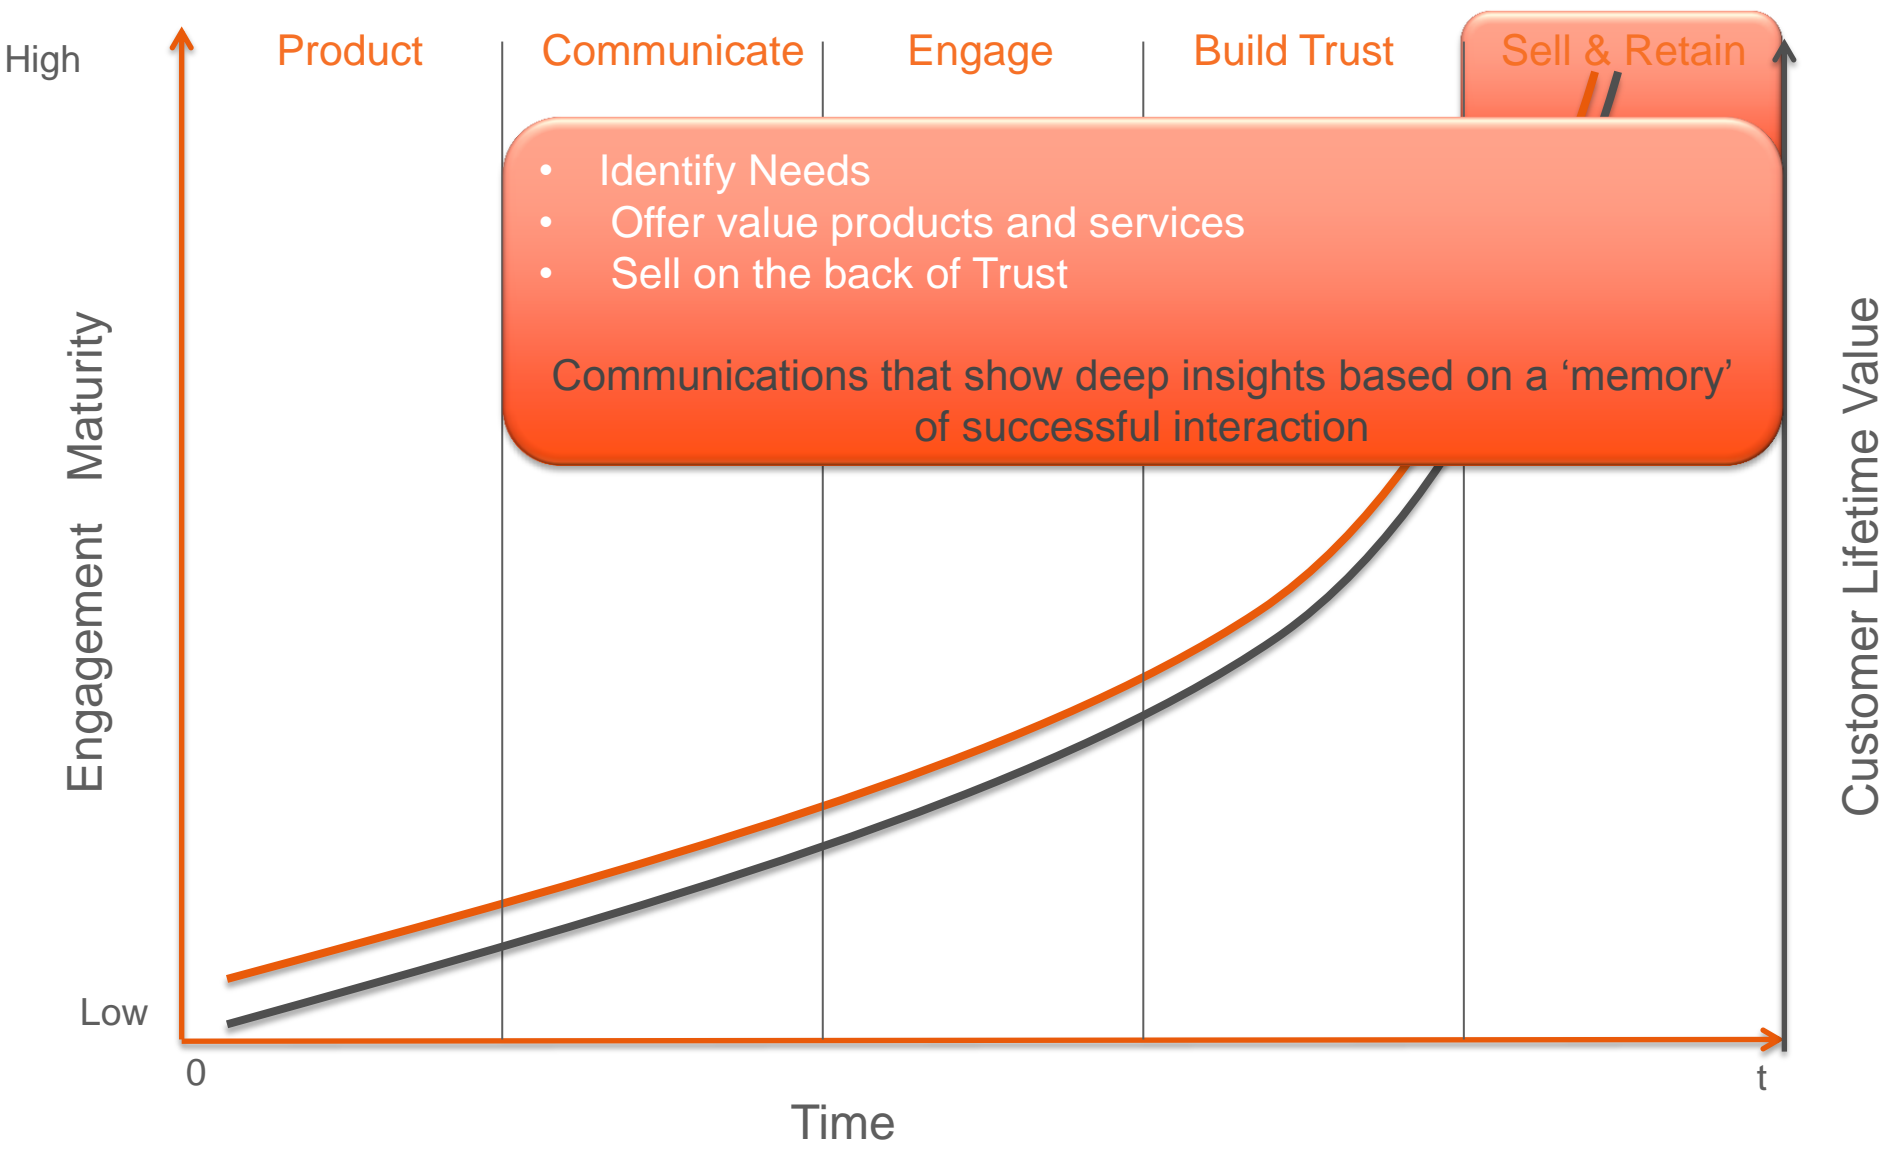 High
Product
Communicate
Engage
Build Trust
Sell & Retain
• Identify Needs
• Offer value products and services
• Sell on the back of Trust
Communications that show deep insights based on a ‘memory’
of successful interaction
Engagement Maturity
Customer Lifetime Value
Low
0
t
Time